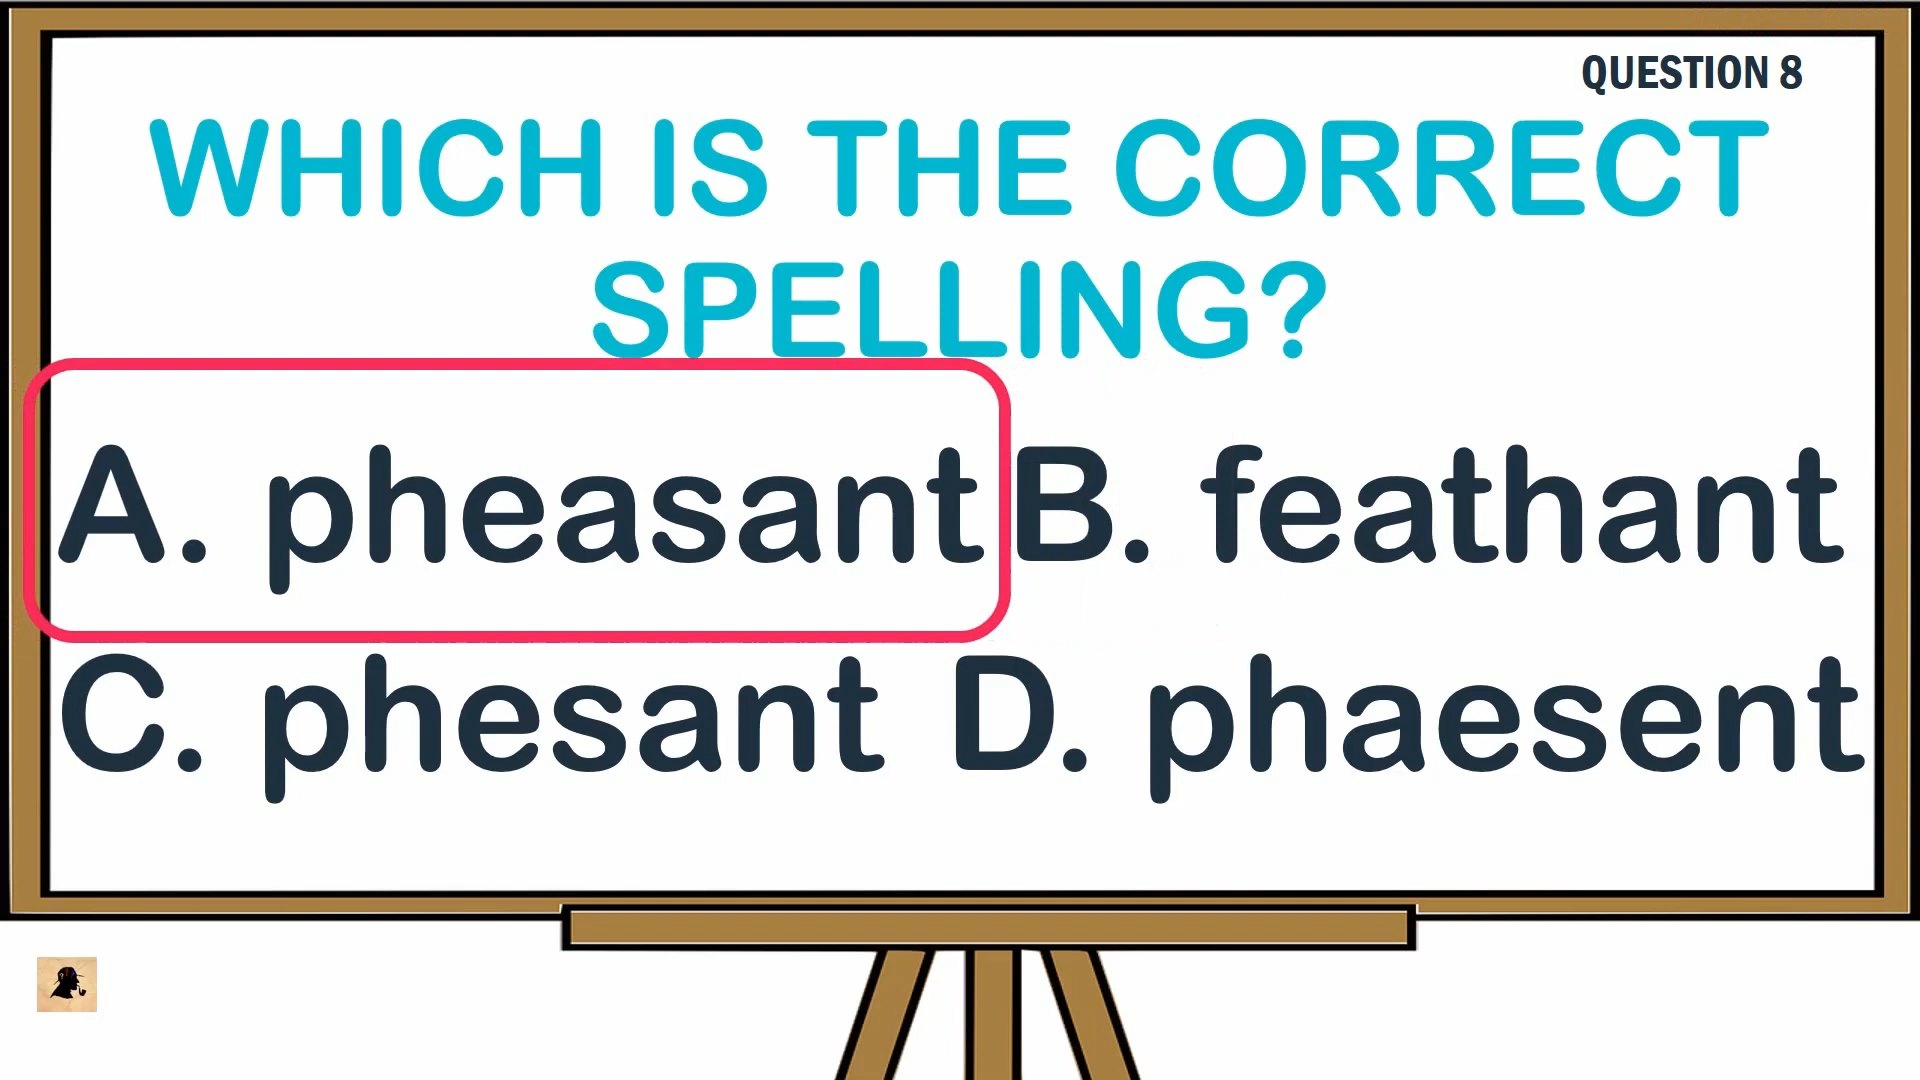 QUESTION 8
WHICH IS THE CORRECT
SPELLING?
A. pheasant B. feathant
C. phesant D. phaesent